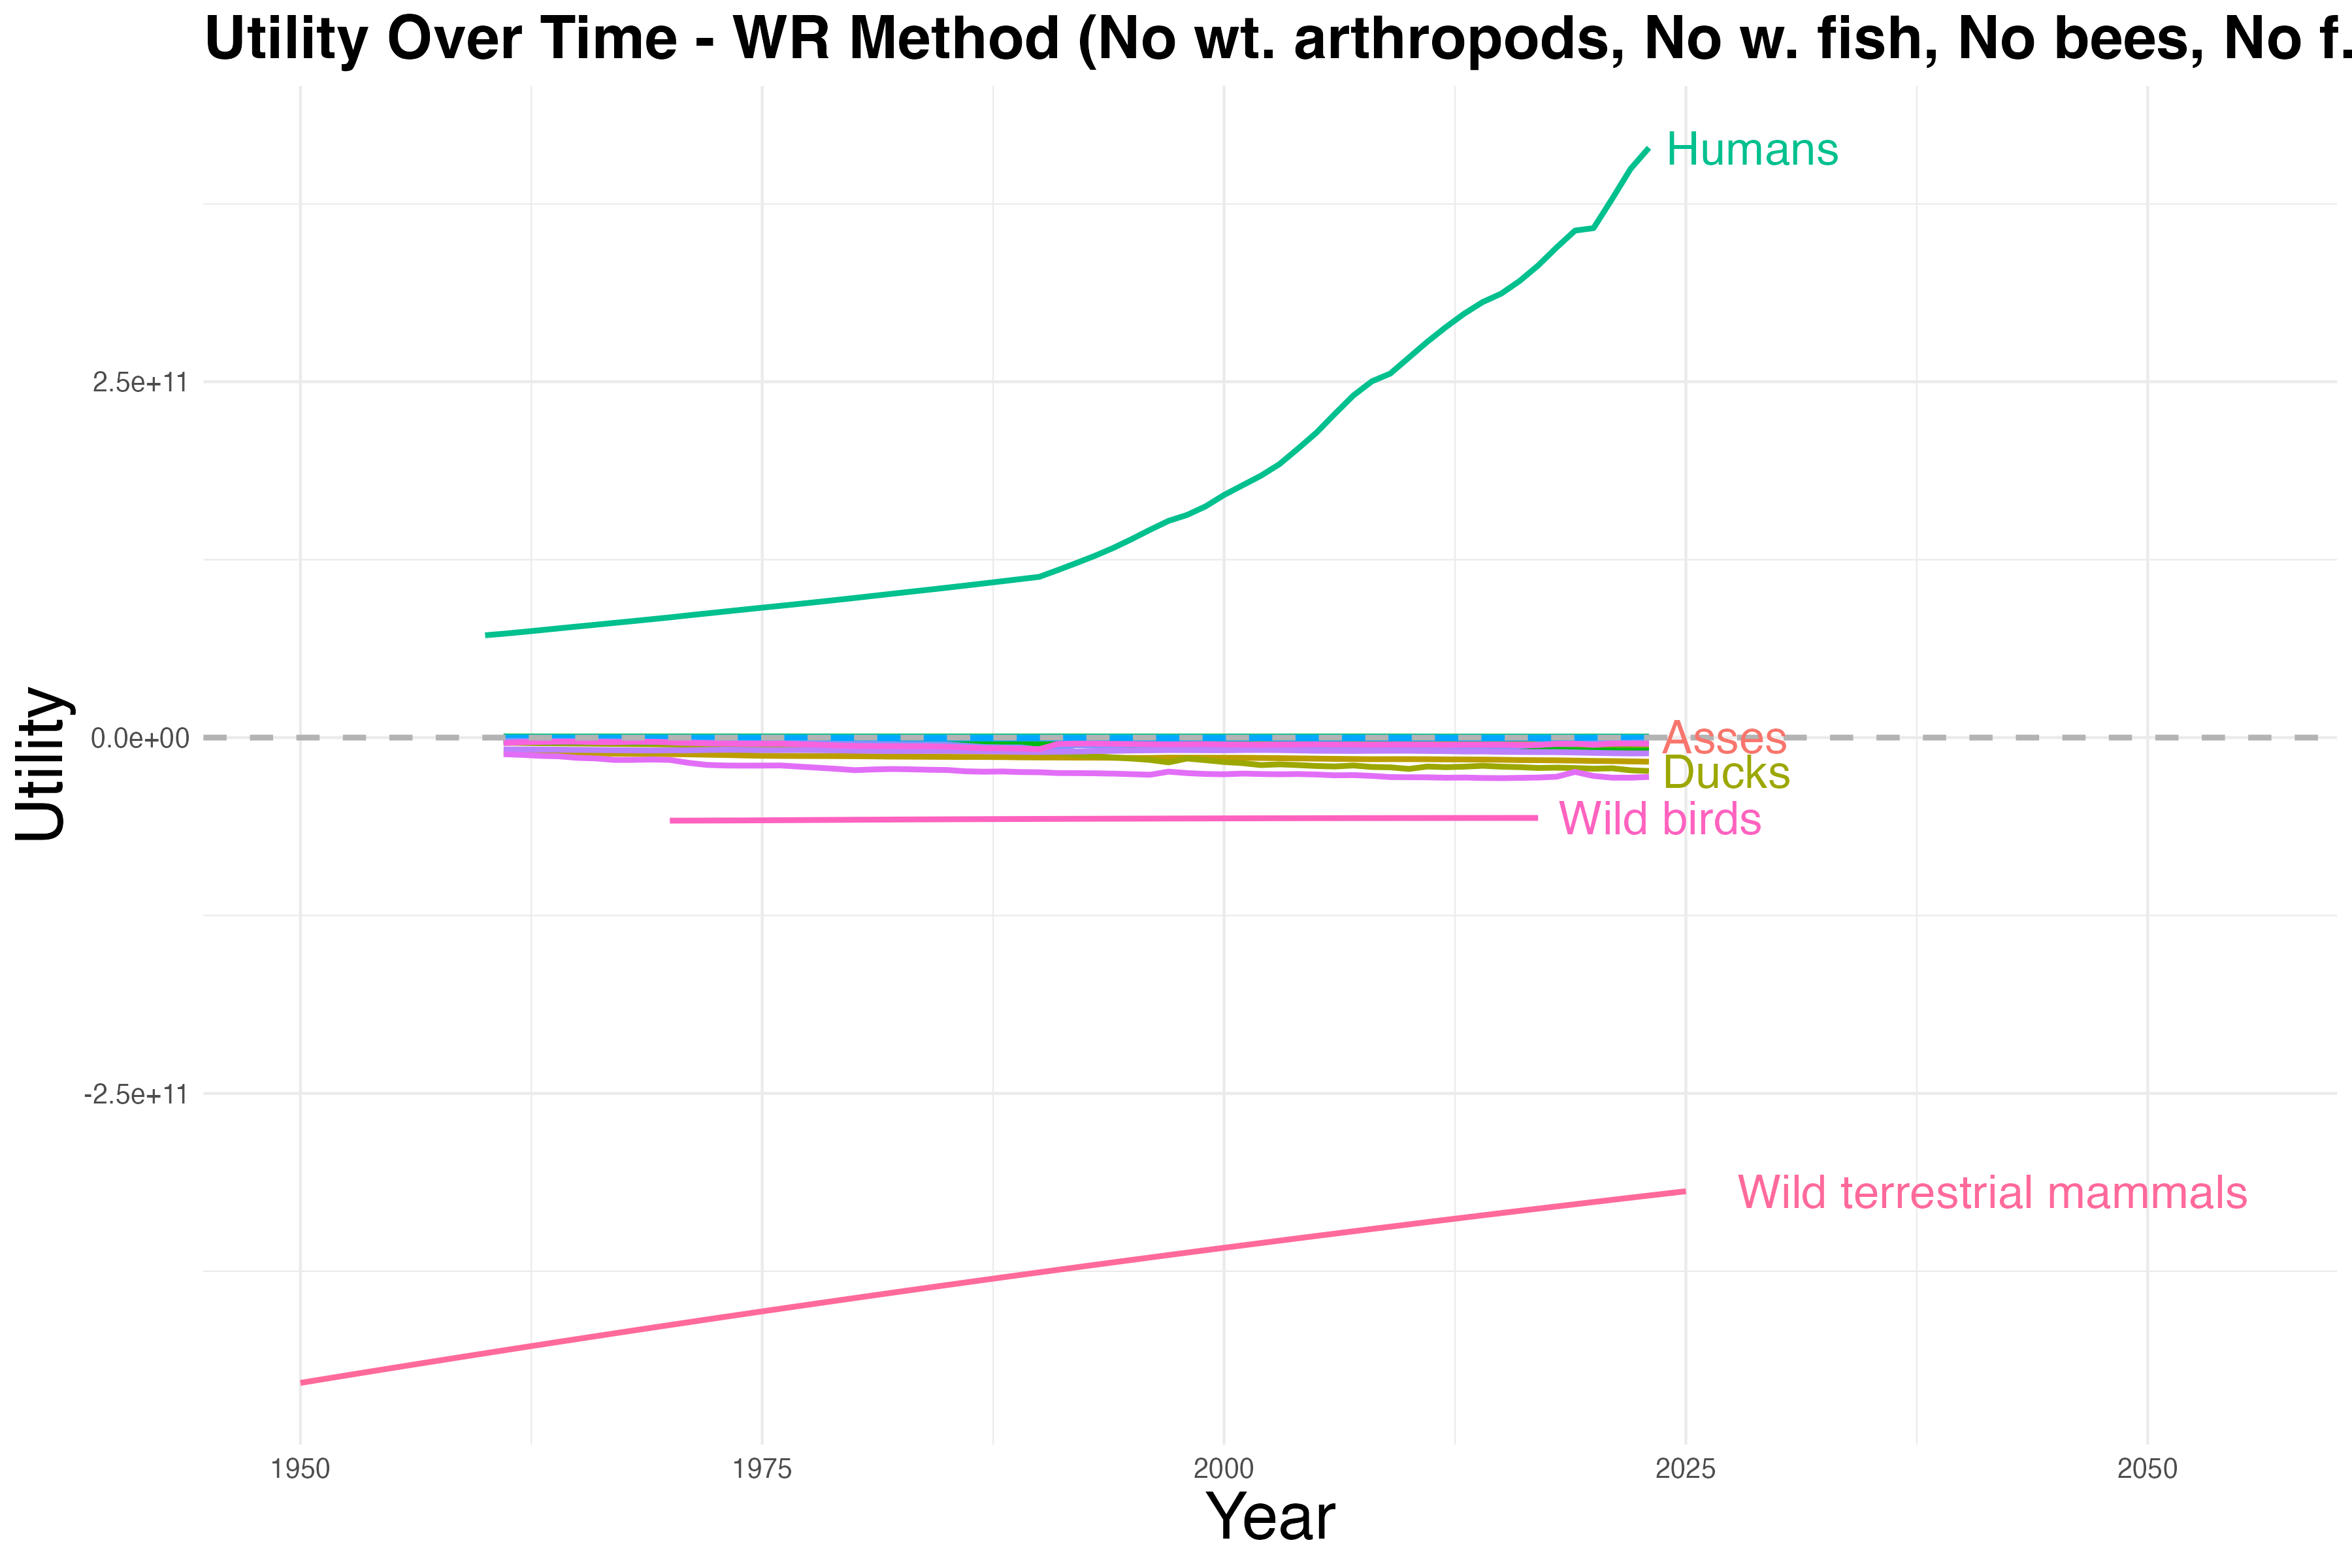 Utility Over Time - WR Method (No wt. arthropods, No w. fish, No bees, No f.
Humans
2.5e+11
0.0e+00
Asses
Ducks
Wild birds
Utility
-2.5e+11
Wild terrestrial mammals
1950 1975 2000 2025 2050
Year